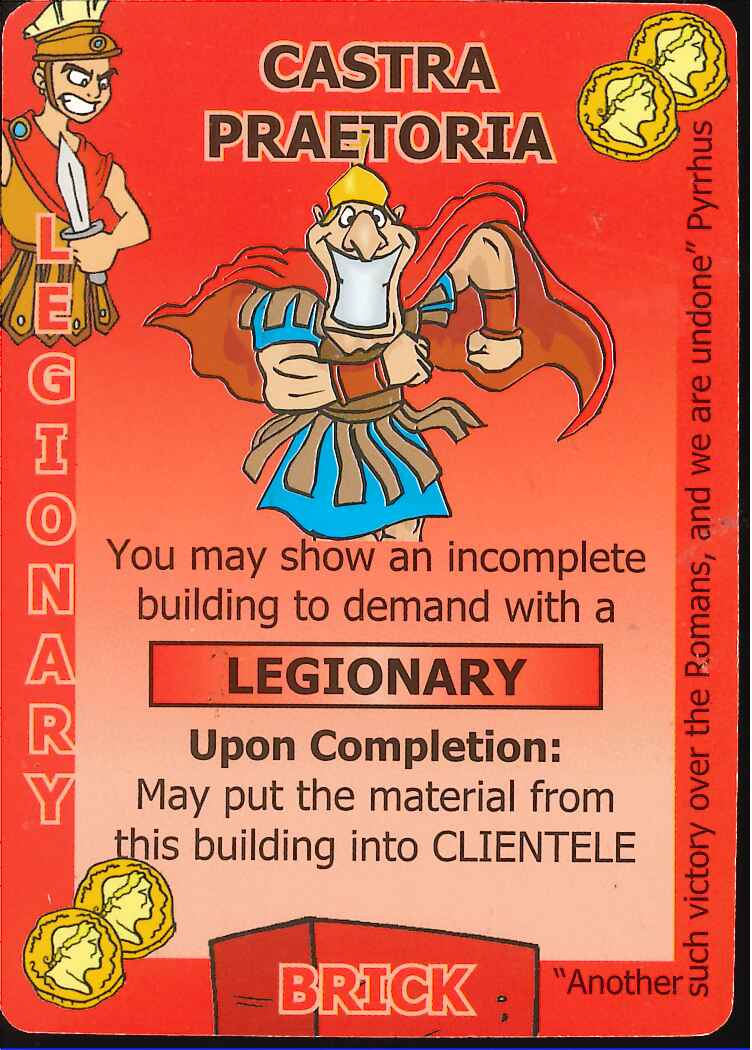 CASTRA
PRAETORIA
LEGIONARY
You may show an incomplete
building to demand with a
LEGIONARY
Upon Completion:
May put the material from
this building into CLIENTELE
BRICK
“Another
such victory over the Romans, and we are undone” Pyrrhus